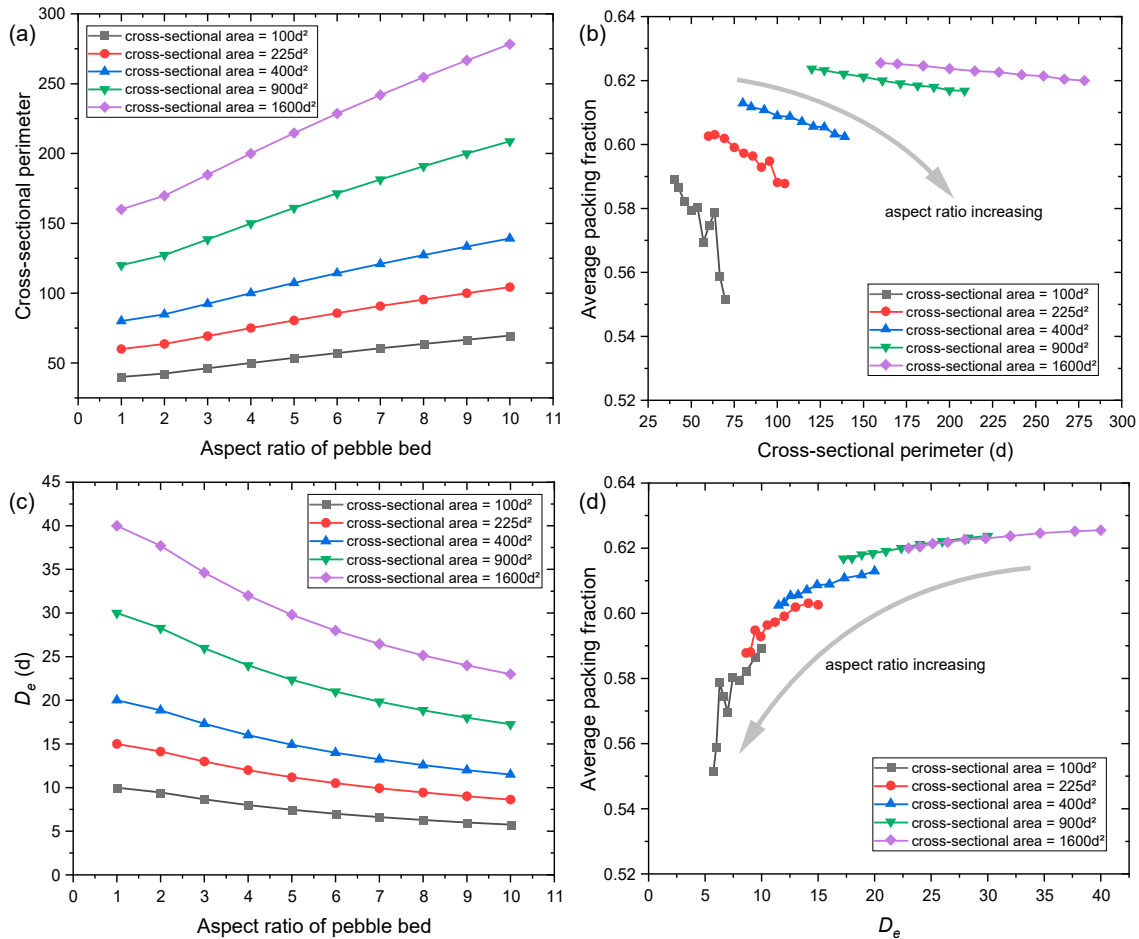 (a)
cross-sectional area = 100d²
cross-sectional area = 225d²
cross-sectional area = 400d²
cross-sectional area = 900d²
cross-sectional area = 1600d²
300
250
200
150
100
50
Cross-sectional perimeter
1 2 3 4 5 6 7 8 9 10 11
Aspect ratio of pebble bed
(b)
0.64
0.62
0.60
0.58
0.56
0.54
0.52
Average packing fraction
aspect ratio increasing
cross-sectional area = 100d²
cross-sectional area = 225d²
cross-sectional area = 400d²
cross-sectional area = 900d²
cross-sectional area = 1600d²
25 50 75 100 125 150 175 200 225 250 275 300
Cross-sectional perimeter (d)
(c)
45
40
35
30
25
20
15
10
5
0
D_e (d)
cross-sectional area = 100d²
cross-sectional area = 225d²
cross-sectional area = 400d²
cross-sectional area = 900d²
cross-sectional area = 1600d²
1 2 3 4 5 6 7 8 9 10 11
Aspect ratio of pebble bed
(d)
0.64
0.62
0.60
0.58
0.56
0.54
0.52
Average packing fraction
aspect ratio increasing
cross-sectional area = 100d²
cross-sectional area = 225d²
cross-sectional area = 400d²
cross-sectional area = 900d²
cross-sectional area = 1600d²
0 5 10 15 20 25 30 35 40
D_e